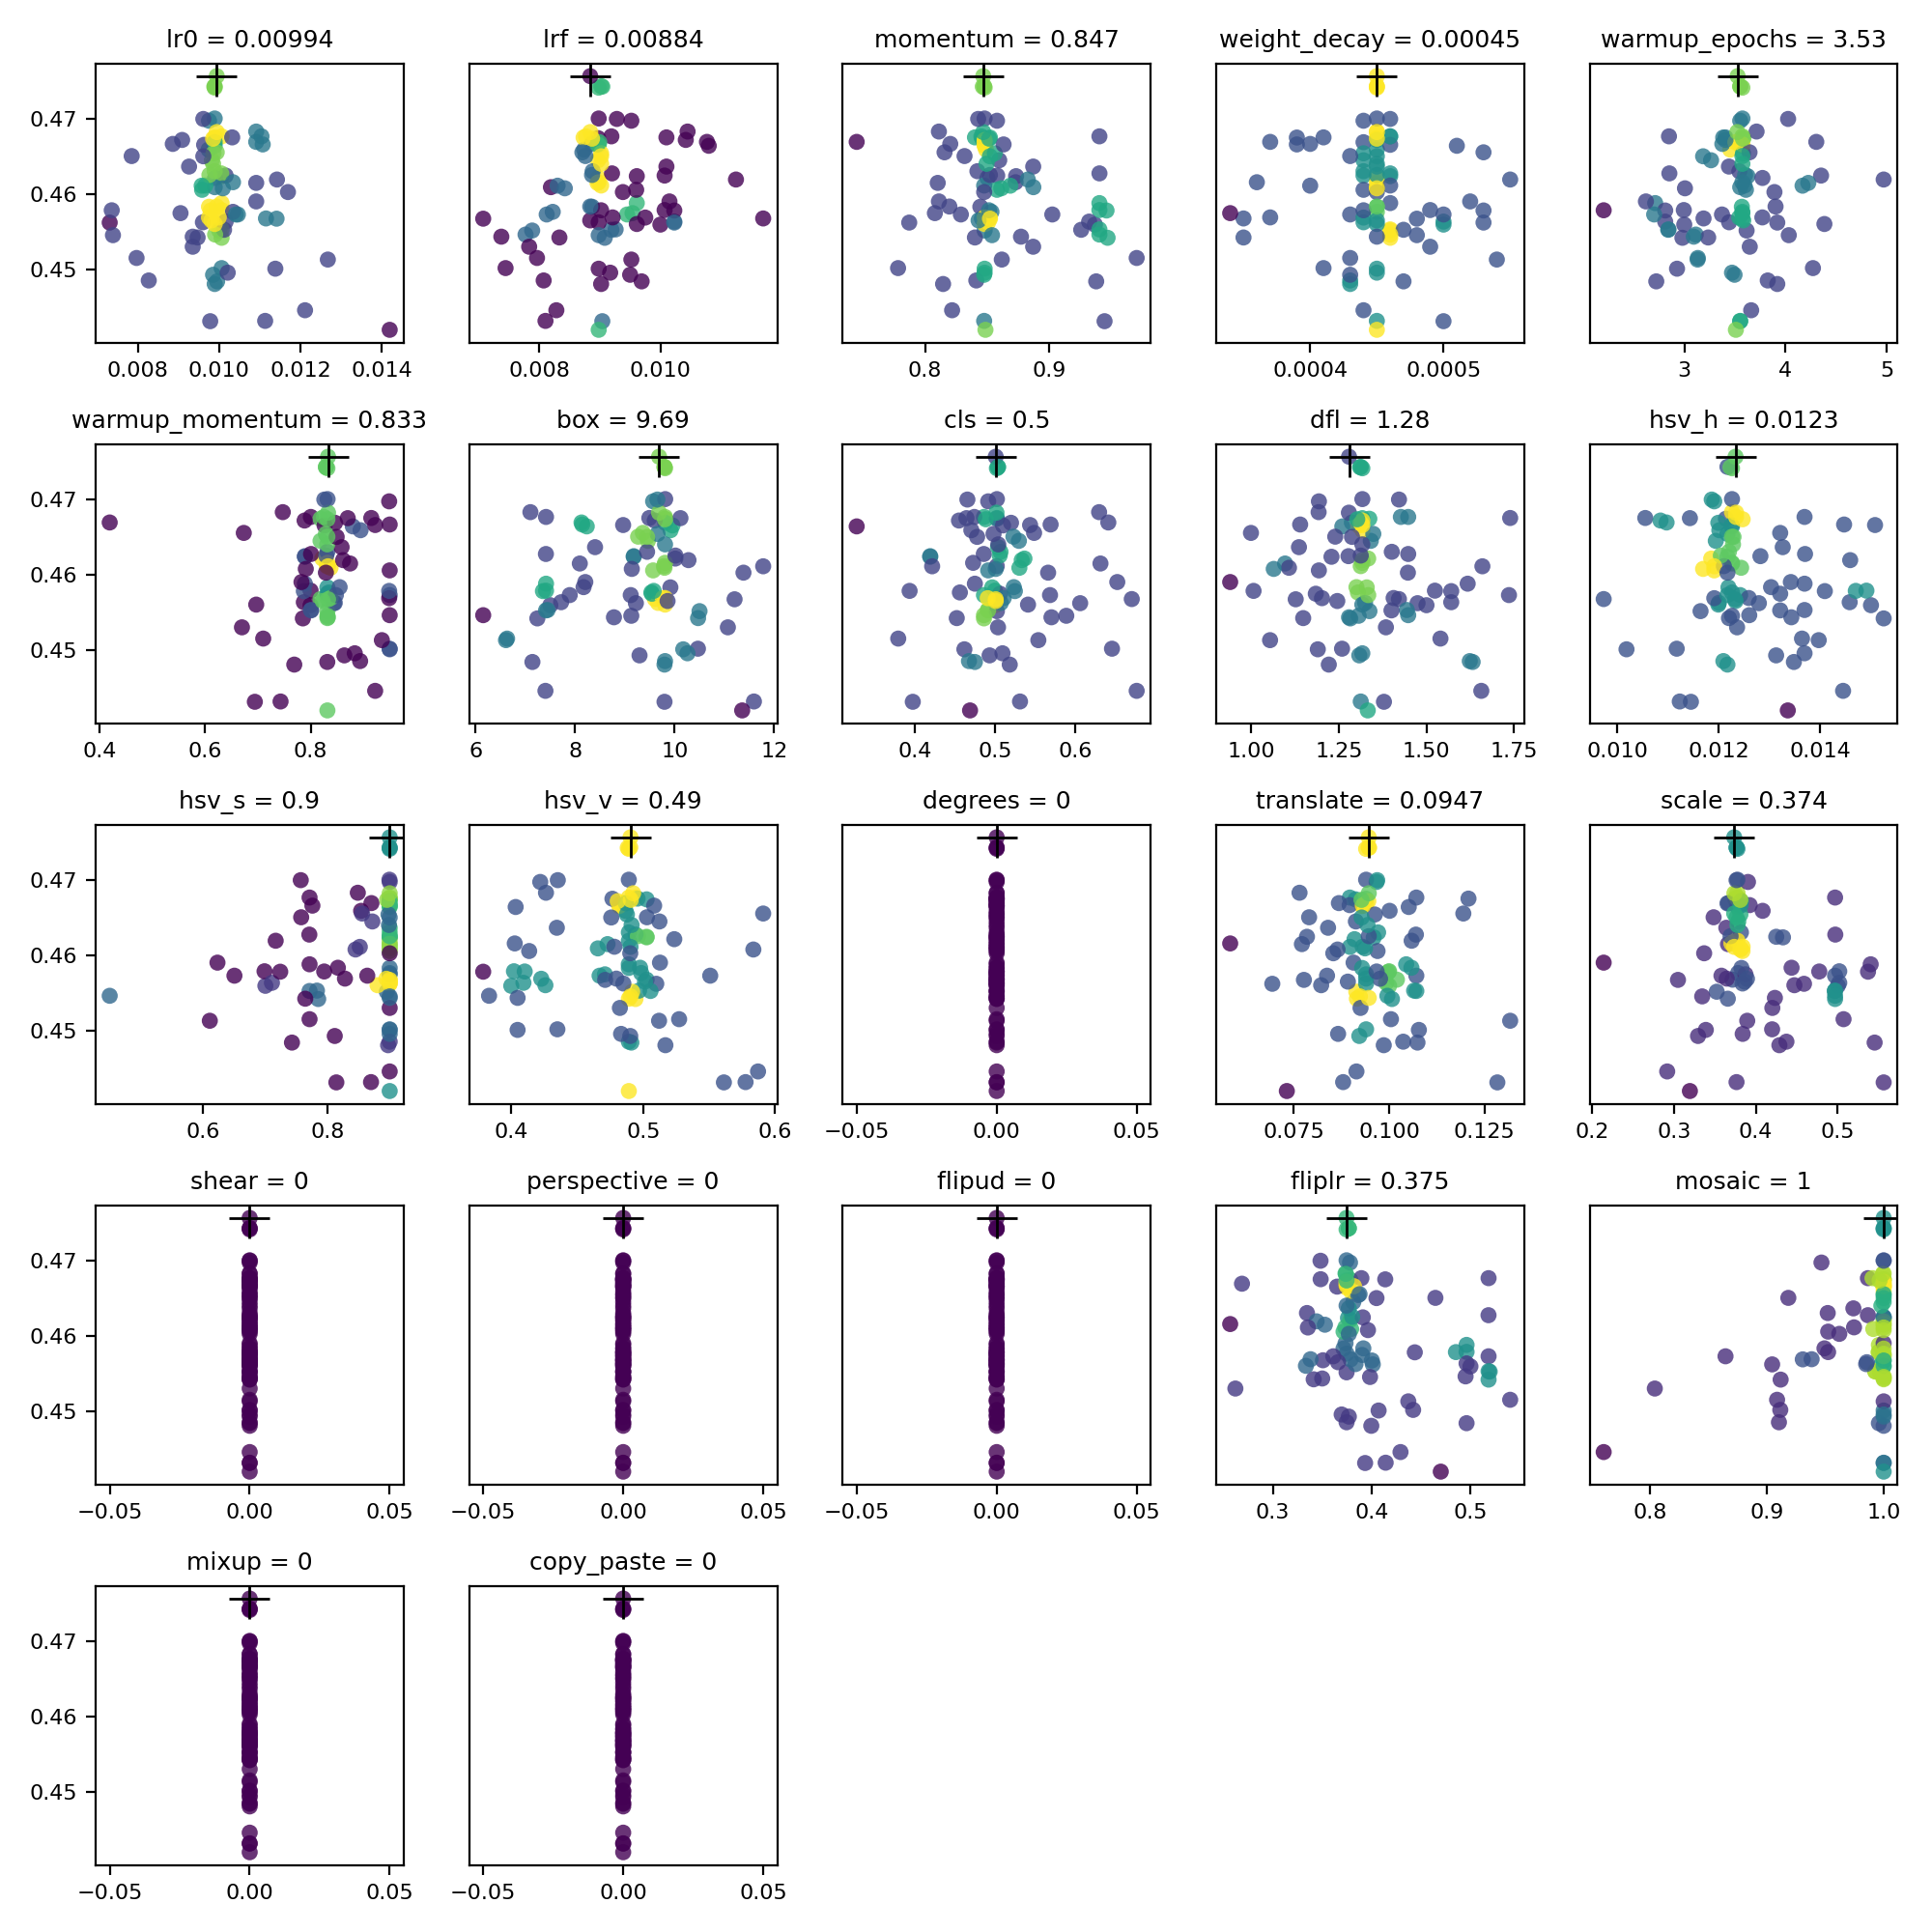 lr0 = 0.00994 lrf = 0.00884 momentum = 0.847 weight_decay = 0.00045 warmup_epochs = 3.53
0.47
0.46
0.45
0.008 0.010 0.012 0.014 0.008 0.010 0.8 0.9 0.0004 0.0005 3 4 5
warmup_momentum = 0.833 box = 9.69 cls = 0.5 dfl = 1.28 hsv_h = 0.0123
0.47
0.46
0.45
0.4 0.6 0.8 6 8 10 12 0.4 0.5 0.6 1.00 1.25 1.50 1.75 0.010 0.012 0.014
hsv_s = 0.9 hsv_v = 0.49 degrees = 0 translate = 0.0947 scale = 0.374
0.47
0.46
0.45
0.6 0.8 0.4 0.5 0.6 −0.05 0.00 0.05 0.075 0.100 0.125 0.2 0.3 0.4 0.5
shear = 0 perspective = 0 flipud = 0 fliplr = 0.375 mosaic = 1
0.47
0.46
0.45
−0.05 0.00 0.05 −0.05 0.00 0.05 −0.05 0.00 0.05 0.3 0.4 0.5 0.8 0.9 1.0
mixup = 0 copy_paste = 0
0.47
0.46
0.45
−0.05 0.00 0.05 −0.05 0.00 0.05